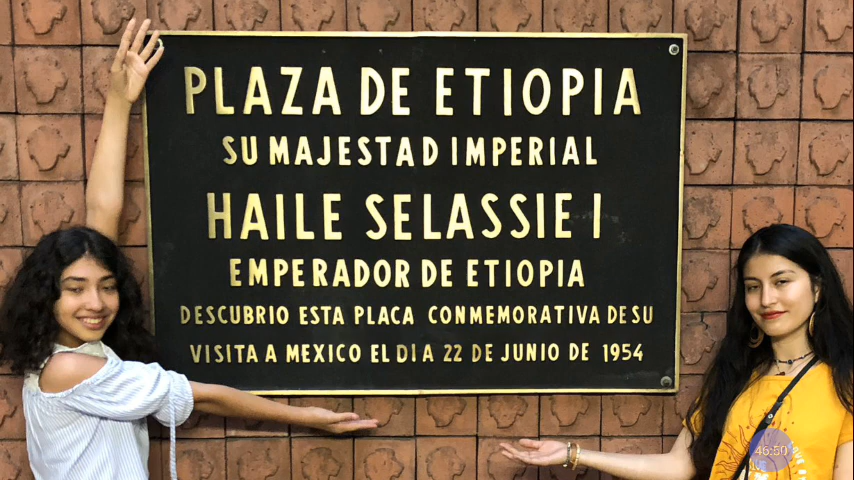 PLAZA DE ETIOPIA
SU MAJESTAD IMPERIAL
HAILE SELASSIE I
EMPERADOR DE ETIOPIA
DESCUBRIO ESTA PLACA CONMEMORATIVA DE SU
VISITA A MEXICO EL DIA 22 DE JUNIO DE 1954
46:50